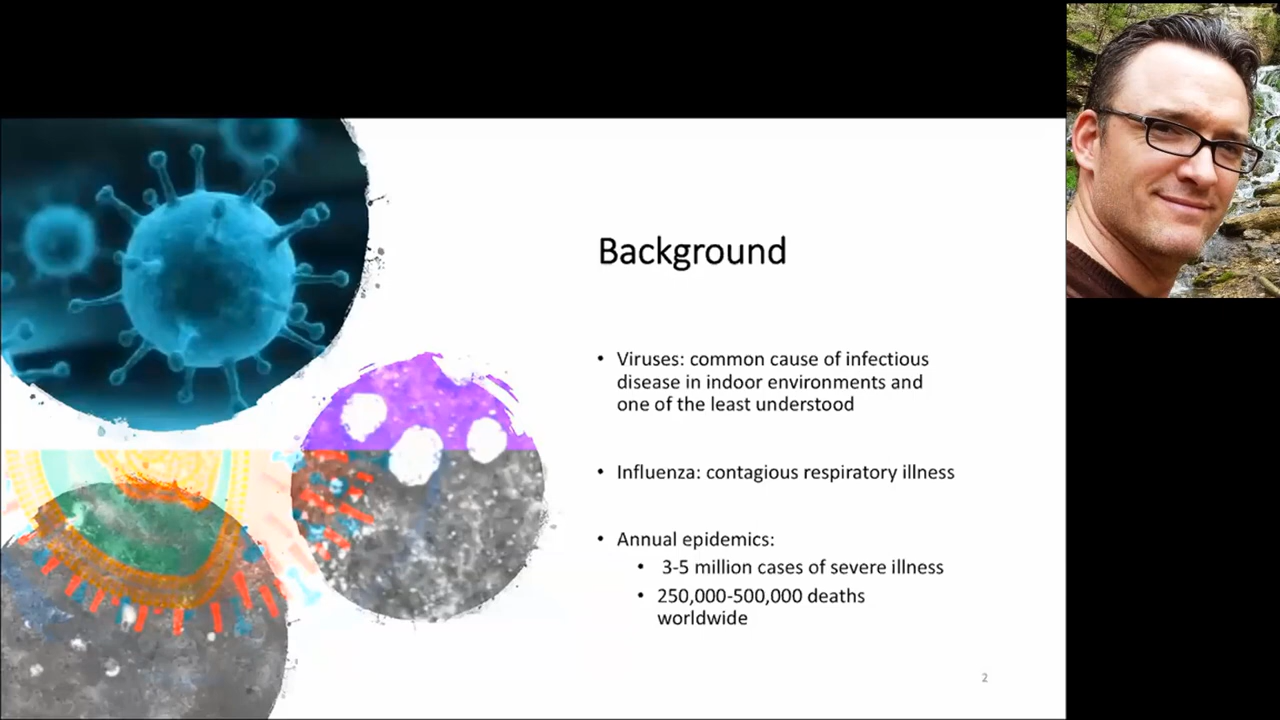 Background
• Viruses: common cause of infectious
disease in indoor environments and
one of the least understood
• Influenza: contagious respiratory illness
• Annual epidemics:
• 3-5 million cases of severe illness
• 250,000-500,000 deaths
worldwide
2